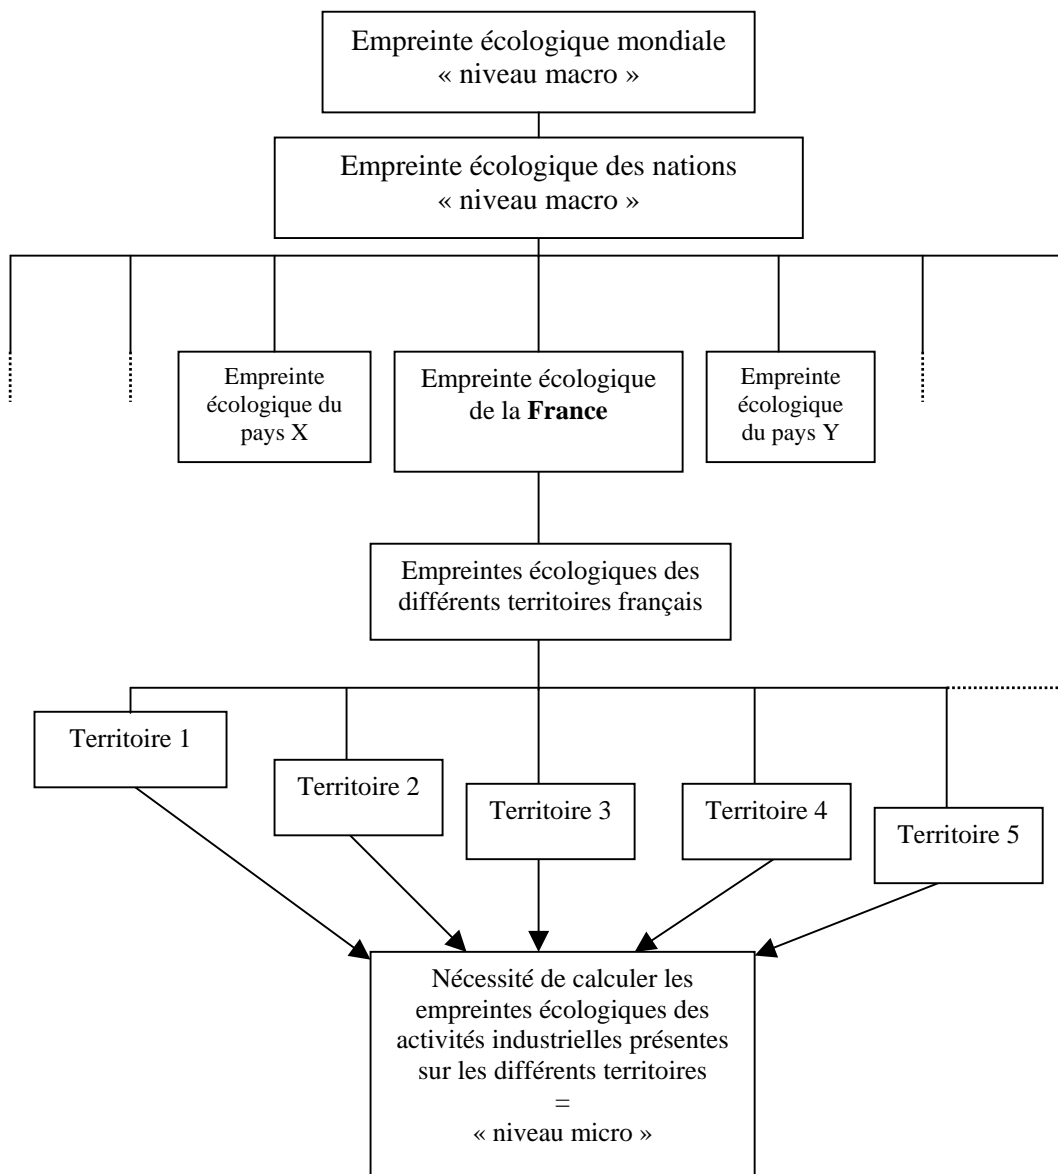 Empreinte écologique mondiale
« niveau macro »
Empreinte écologique des nations
« niveau macro »
Empreinte
écologique du
pays X
Empreinte écologique
de la France
Empreinte
écologique
du pays Y
Empreintes écologiques des
différents territoires français
Territoire 1
Territoire 2
Territoire 3
Territoire 4
Territoire 5
Nécessité de calculer les
empreintes écologiques des
activités industrielles présentes
sur les différents territoires
=
« niveau micro »